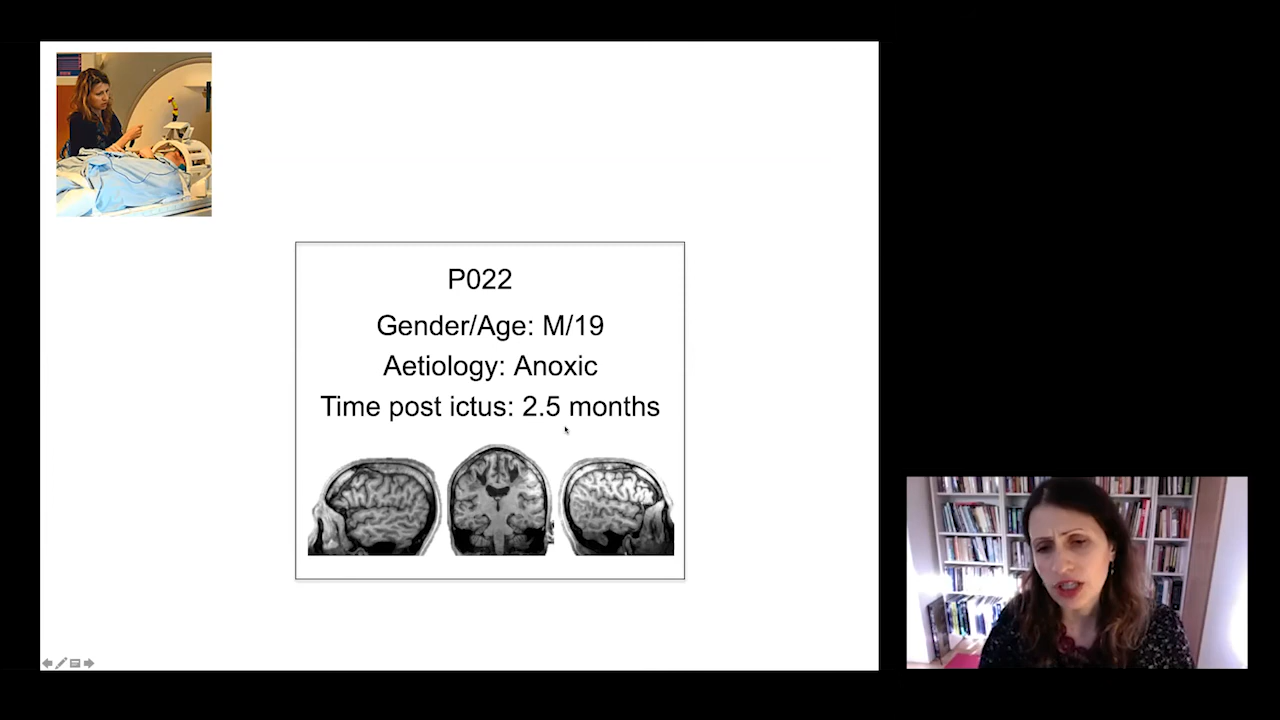 P022
Gender/Age: M/19
Aetiology: Anoxic
Time post ictus: 2.5 months